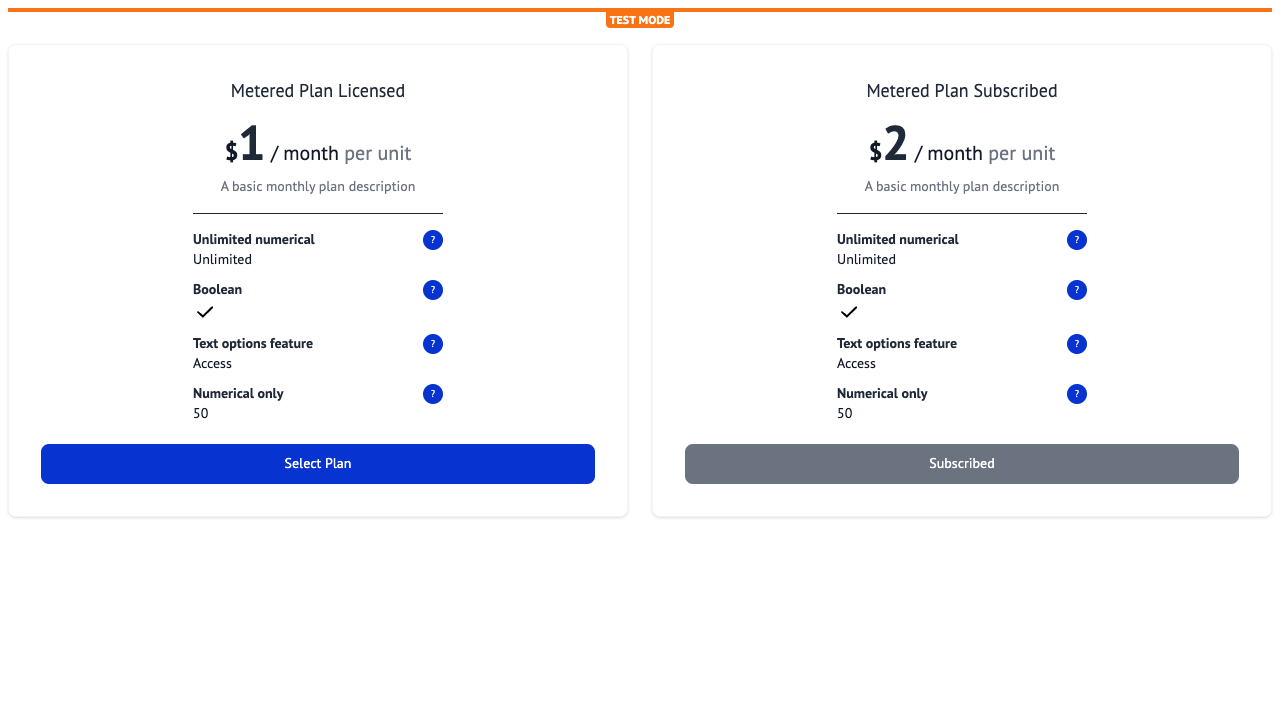 TEST MODE
Metered Plan Licensed
$1 / month per unit
A basic monthly plan description
Unlimited numerical ?
Unlimited
Boolean ?
Text options feature ?
Access
Numerical only ?
50
Select Plan
Metered Plan Subscribed
$2 / month per unit
A basic monthly plan description
Unlimited numerical ?
Unlimited
Boolean ?
Text options feature ?
Access
Numerical only ?
50
Subscribed